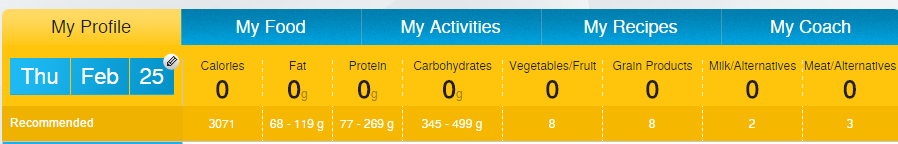 My Profile My Food My Activities My Recipes My Coach
Calories Fat Protein Carbohydrates Vegetables/Fruit Grain Products Milk/Alternatives Meat/Alternatives
Thu Feb 25 0 0g 0g 0g 0 0 0 0
Recommended 3071 68 - 119 g 77 - 269 g 345 - 499 g 8 8 2 3